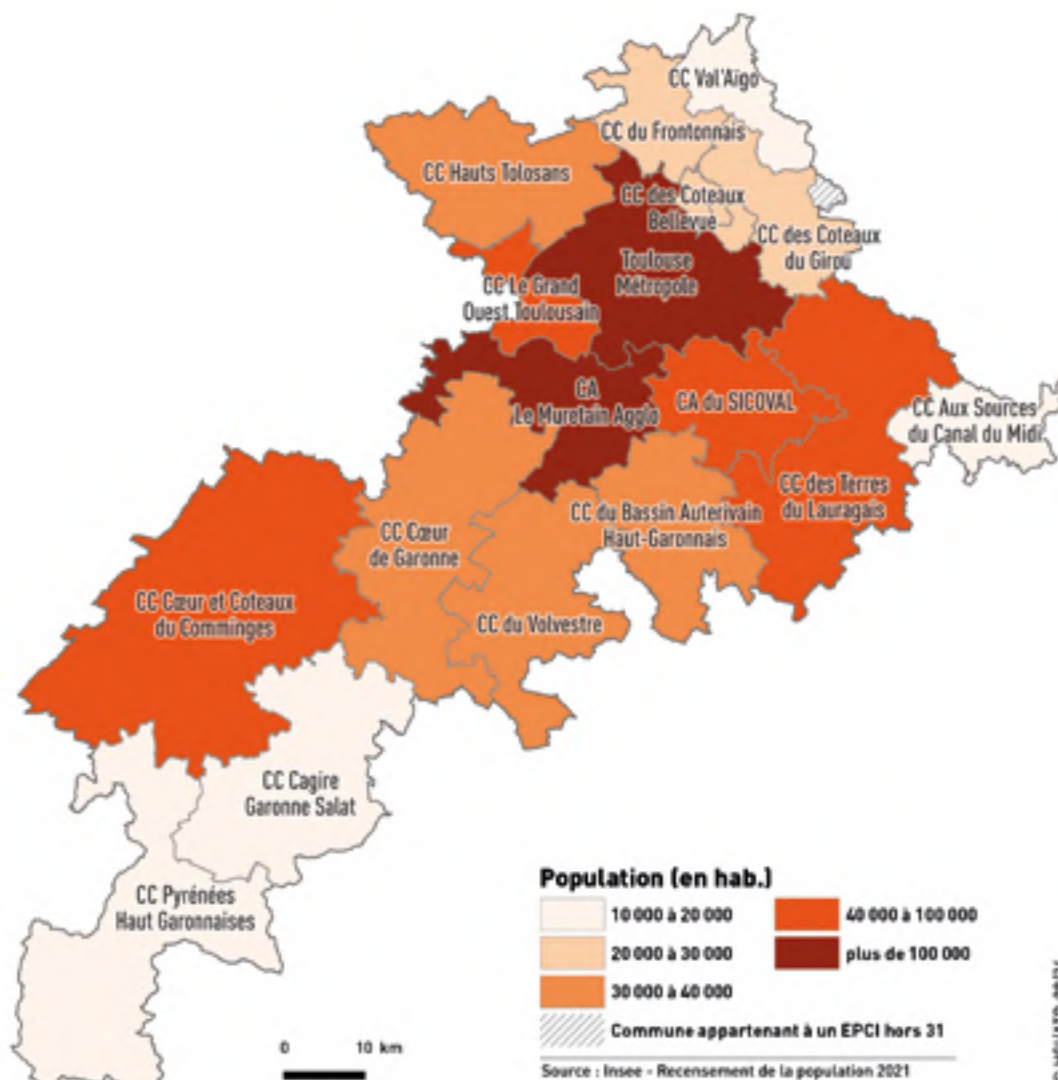 CC Val'Aïgo
CC du Frontonnais
CC Hauts Tolosans
CC des Coteaux
Bellevue
CC des Coteaux
du Girou
Toulouse
Métropole
CC Le Grand
Ouest Toulousain
CA
Le Muretain Agglo
CA du SICOVAL
CC Aux Sources
du Canal du Midi
CC des Terres
du Lauragais
CC du Bassin Auterivain
Haut-Garonnais
CC Cœur
de Garonne
CC Cœur et Coteaux
du Comminges
CC du Volvestre
CC Cagire
Garonne Salat
CC Pyrénées
Haut Garonnaises
Population (en hab.)
10 000 à 20 000
20 000 à 30 000
30 000 à 40 000
40 000 à 100 000
plus de 100 000
Commune appartenant à un EPCI hors 31
0 10 km
Source : Insee - Recensement de la population 2021